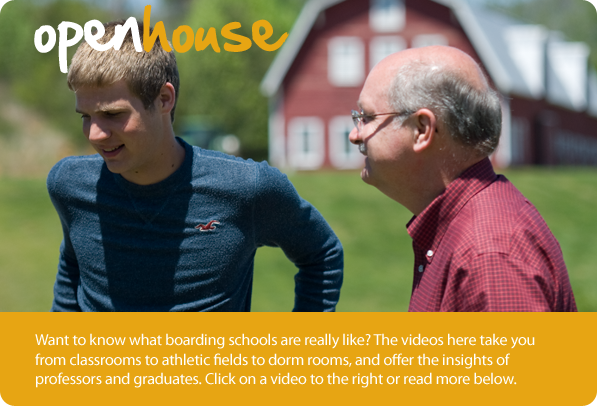 openhouse
Want to know what boarding schools are really like? The videos here take you
from classrooms to athletic fields to dorm rooms, and offer the insights of
professors and graduates. Click on a video to the right or read more below.